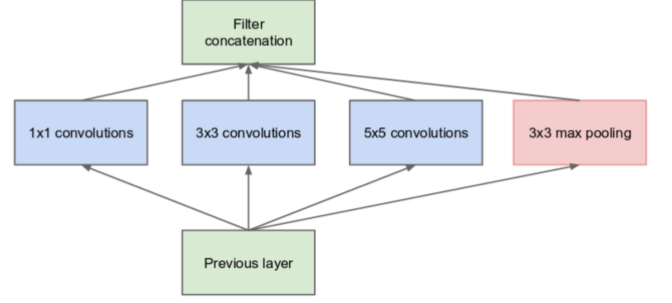 Filter
concatenation
1x1 convolutions
3x3 convolutions
5x5 convolutions
3x3 max pooling
Previous layer